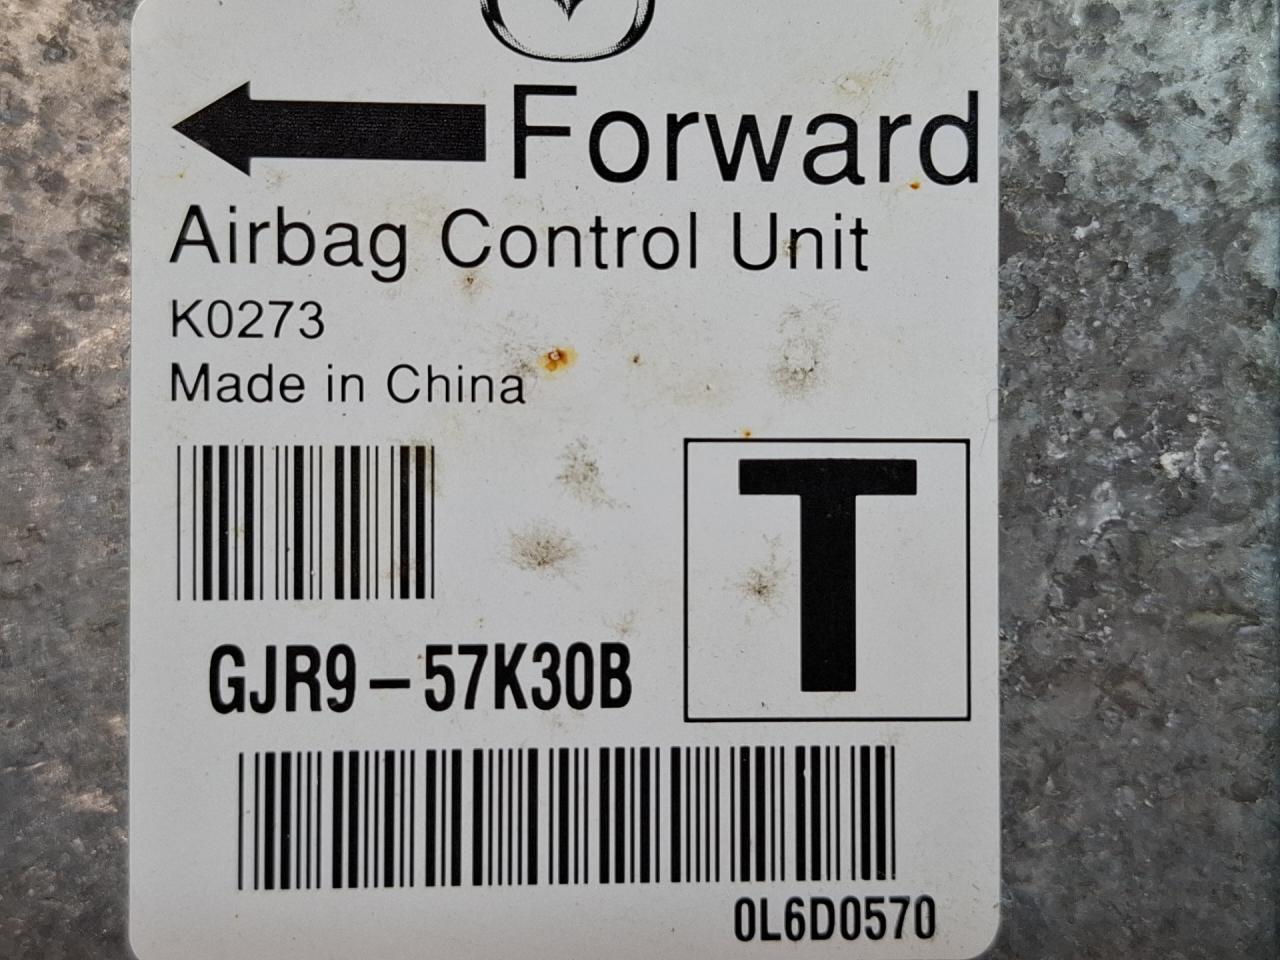 Forward
Airbag Control Unit
K0273
Made in China
T
GJR9-57K30B
0L6D0570